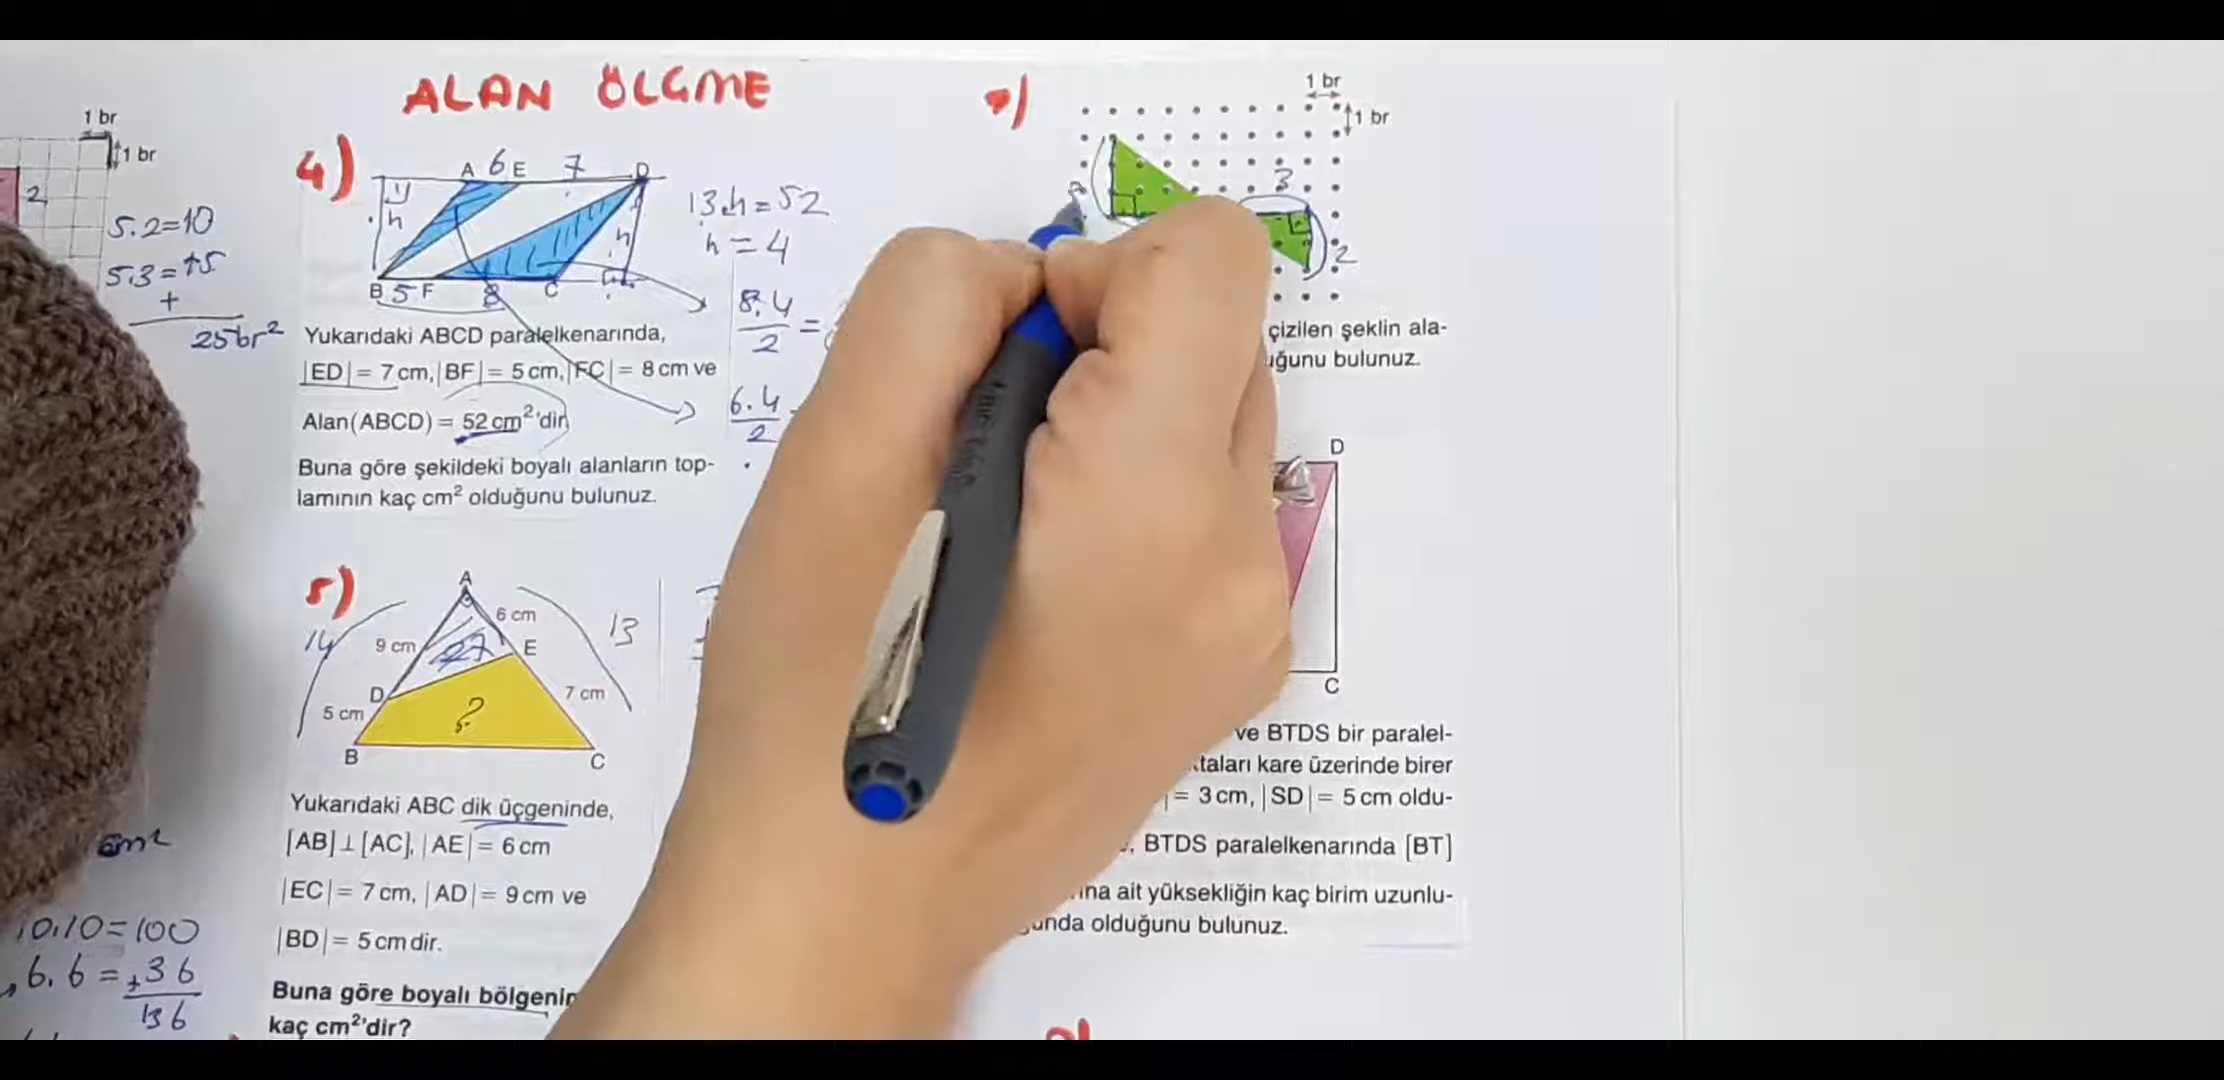 ALAN ÖLÇME
1 br
1 br
2
5.2=10
5.3=15
+
25br²
4)
A 6 E 7 D
y
h
h
B 5 F 8 C
13.h=52
h=4
8.4
2
=
6.4
2
Yukarıdaki ABCD paralelkenarında,
|ED| = 7 cm, |BF| = 5 cm, |FC| = 8 cm ve
Alan(ABCD) = 52 cm²'dir.
Buna göre şekildeki boyalı alanların top-
lamının kaç cm² olduğunu bulunuz.
5)
A
14
9 cm
6 cm
13
27
E
D
5 cm
?
7 cm
B
C
Yukarıdaki ABC dik üçgeninde,
[AB] ⊥ [AC], |AE| = 6 cm
|EC| = 7 cm, |AD| = 9 cm ve
|BD| = 5 cm dir.
Buna göre boyalı bölgenin
kaç cm²'dir?
10.10=100
6.6=+36
136
1 br
1 br
3
2
çizilen şeklin ala-
bulunuz.
D
C
ve BTDS bir paralel-
kare üzerinde birer
= 3 cm, |SD| = 5 cm oldu-
BTDS paralelkenarında [BT]
ait yüksekliğin kaç birim uzunlu-
olduğunu bulunuz.